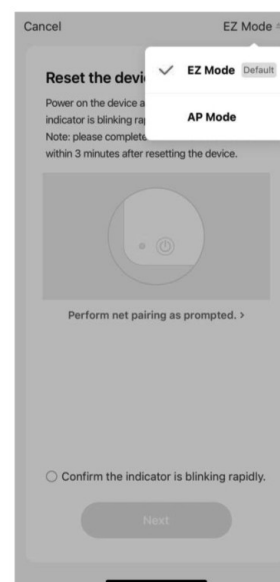 Cancel
EZ Mode
EZ Mode Default
AP Mode
Reset the devi
Power on the device a
indicator is blinking ra
Note: please complete
within 3 minutes after resetting the device.
Perform net pairing as prompted. >
Confirm the indicator is blinking rapidly.
Next